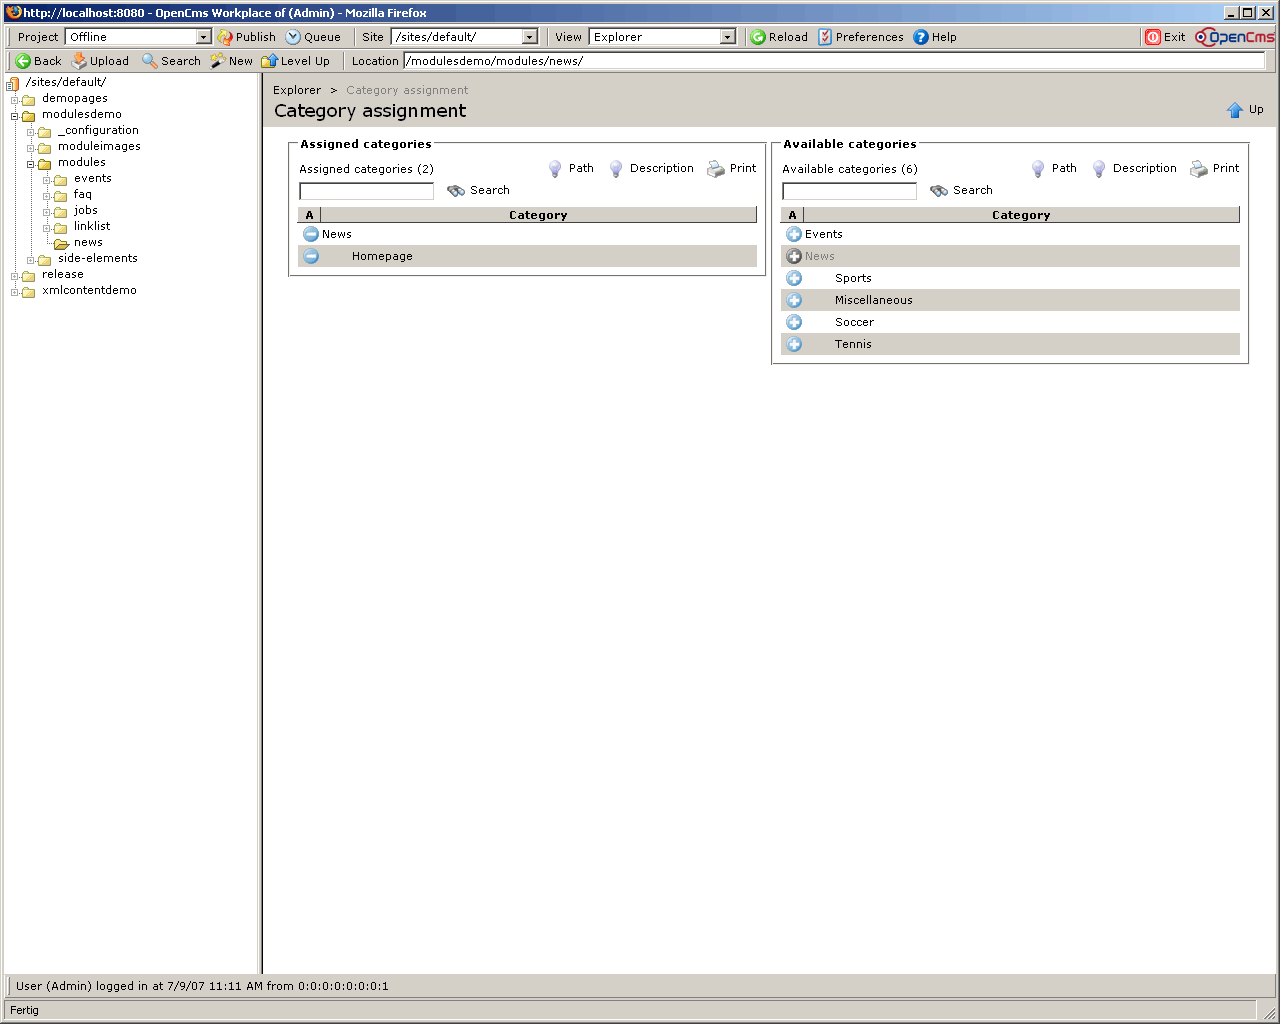 http://localhost:8080 - OpenCms Workplace of (Admin) - Mozilla Firefox
Project Offline Publish Queue Site /sites/default/ View Explorer Reload Preferences Help Exit OpenCms
Back Upload Search New Level Up Location /modulesdemo/modules/news/
/sites/default/
demopages
modulesdemo
_configuration
moduleimages
modules
events
faq
jobs
linklist
news
side-elements
release
xmlcontentdemo
Explorer > Category assignment
Category assignment
Up
Assigned categories
Assigned categories (2) Path Description Print
Search
A Category
News
Homepage
Available categories
Available categories (6) Path Description Print
Search
A Category
Events
News
Sports
Miscellaneous
Soccer
Tennis
User (Admin) logged in at 7/9/07 11:11 AM from 0:0:0:0:0:0:0:1
Fertig